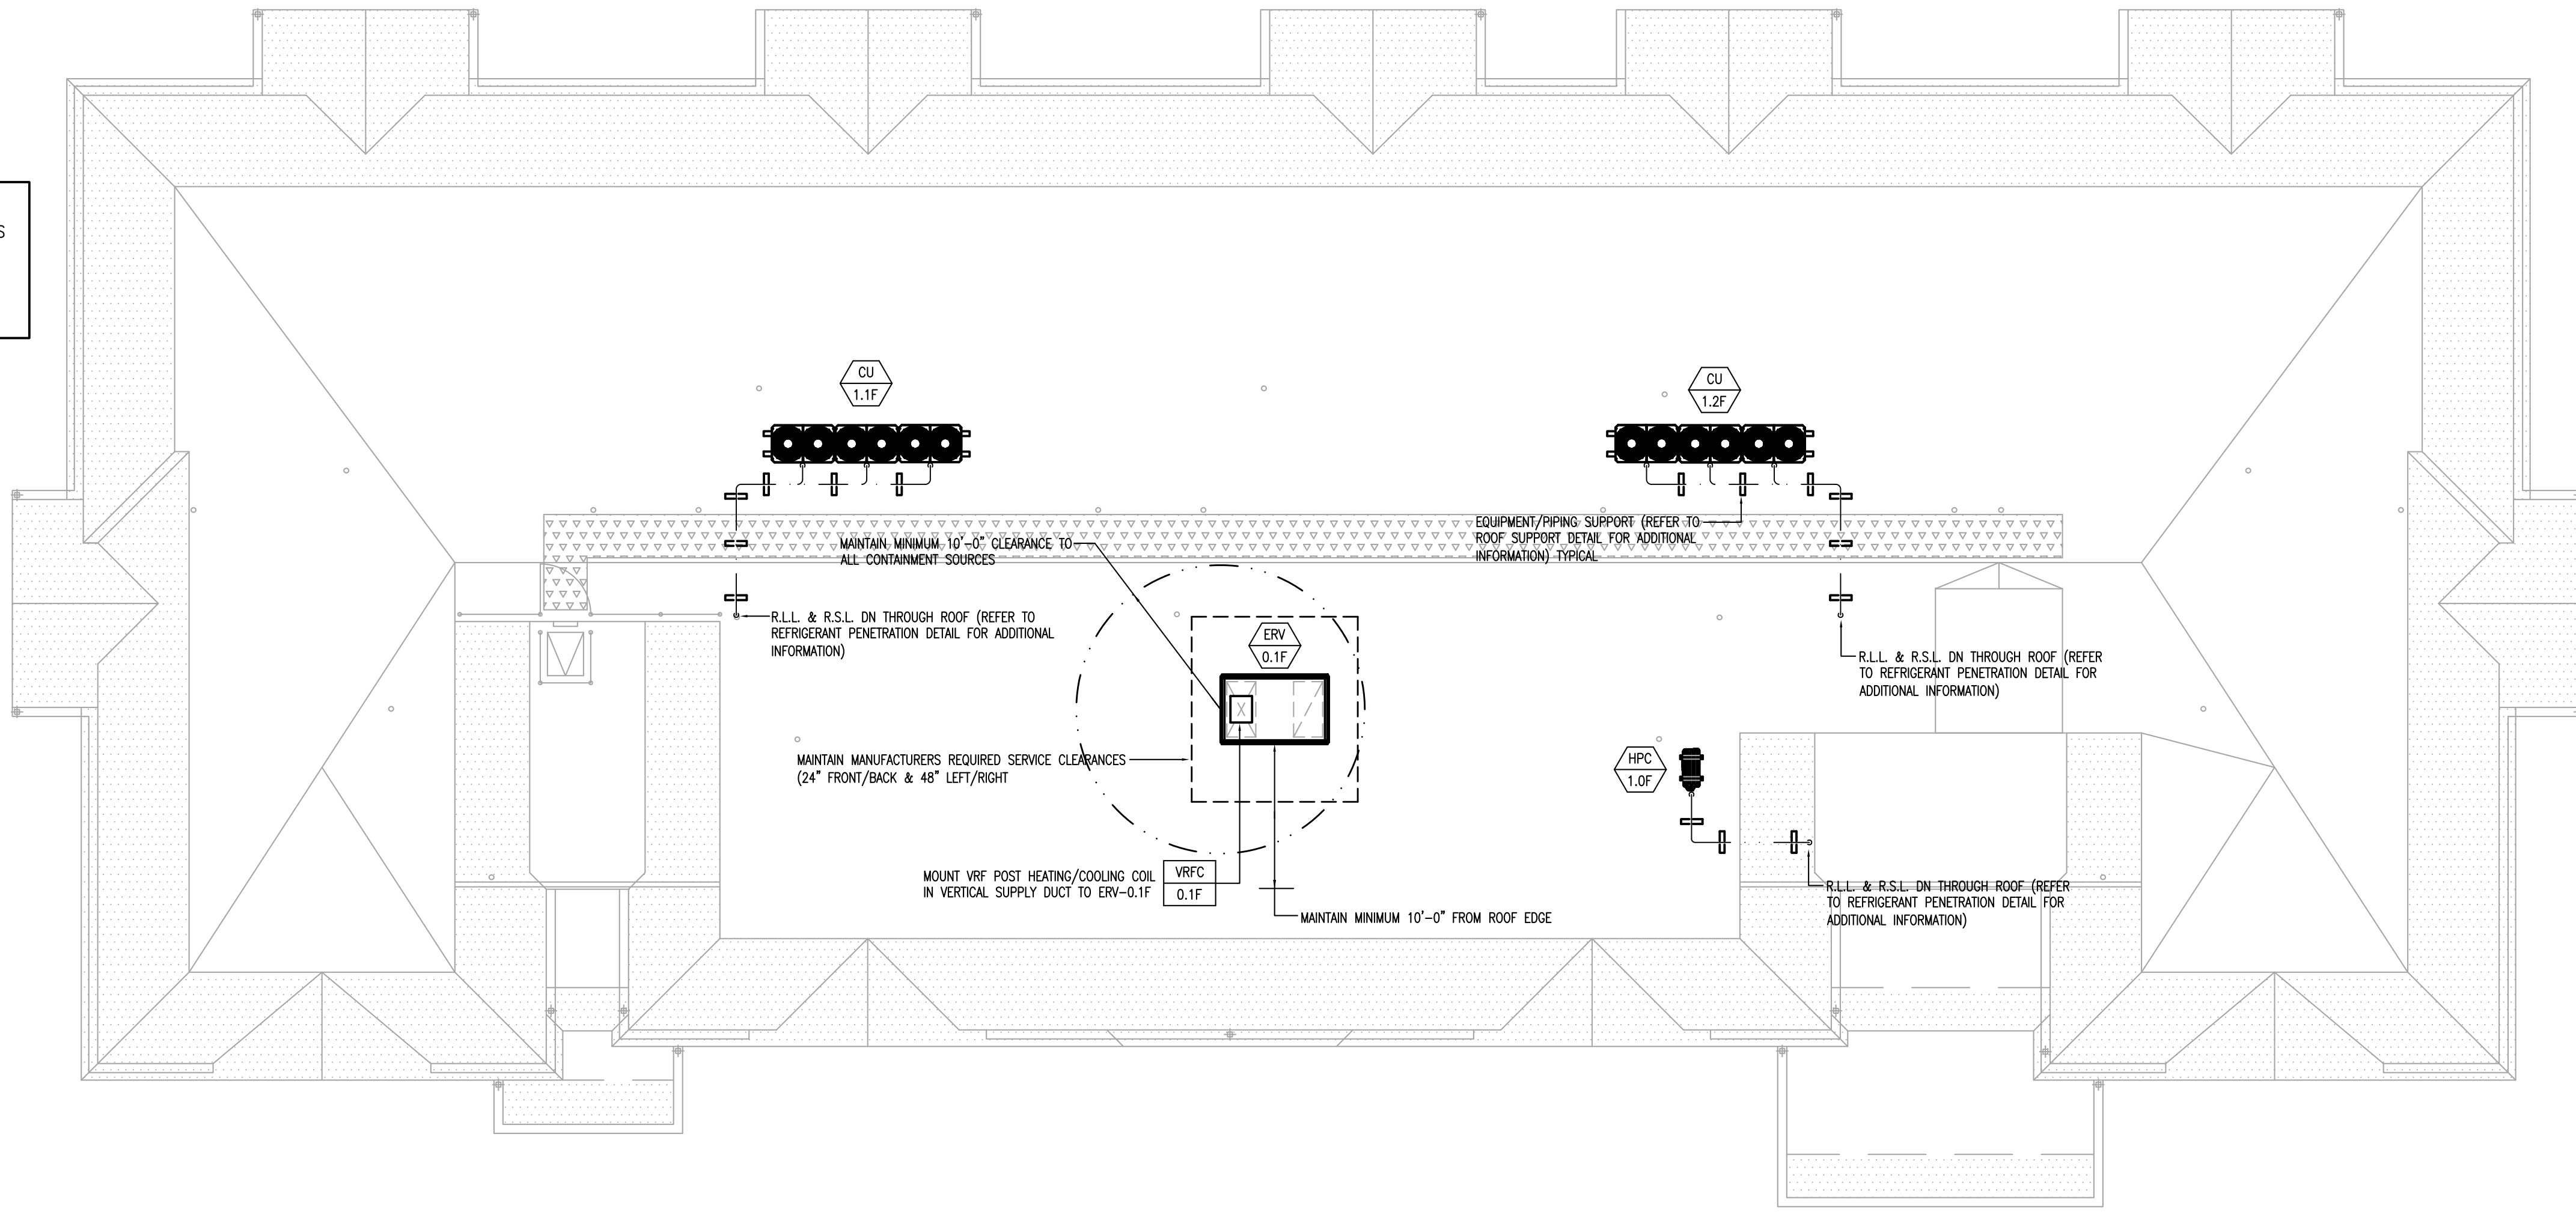 S
CU
1.1F
CU
1.2F
EQUIPMENT/PIPING SUPPORT (REFER TO
ROOF SUPPORT DETAIL FOR ADDITIONAL
INFORMATION) TYPICAL
MAINTAIN MINIMUM 10'-0" CLEARANCE TO
ALL CONTAINMENT SOURCES
R.L.L. & R.S.L. DN THROUGH ROOF (REFER TO
REFRIGERANT PENETRATION DETAIL FOR ADDITIONAL
INFORMATION)
ERV
0.1F
R.L.L. & R.S.L. DN THROUGH ROOF (REFER
TO REFRIGERANT PENETRATION DETAIL FOR
ADDITIONAL INFORMATION)
MAINTAIN MANUFACTURERS REQUIRED SERVICE CLEARANCES
(24" FRONT/BACK & 48" LEFT/RIGHT
HPC
1.0F
MOUNT VRF POST HEATING/COOLING COIL
IN VERTICAL SUPPLY DUCT TO ERV-0.1F
VRFC
0.1F
MAINTAIN MINIMUM 10'-0" FROM ROOF EDGE
R.L.L. & R.S.L. DN THROUGH ROOF (REFER
TO REFRIGERANT PENETRATION DETAIL FOR
ADDITIONAL INFORMATION)